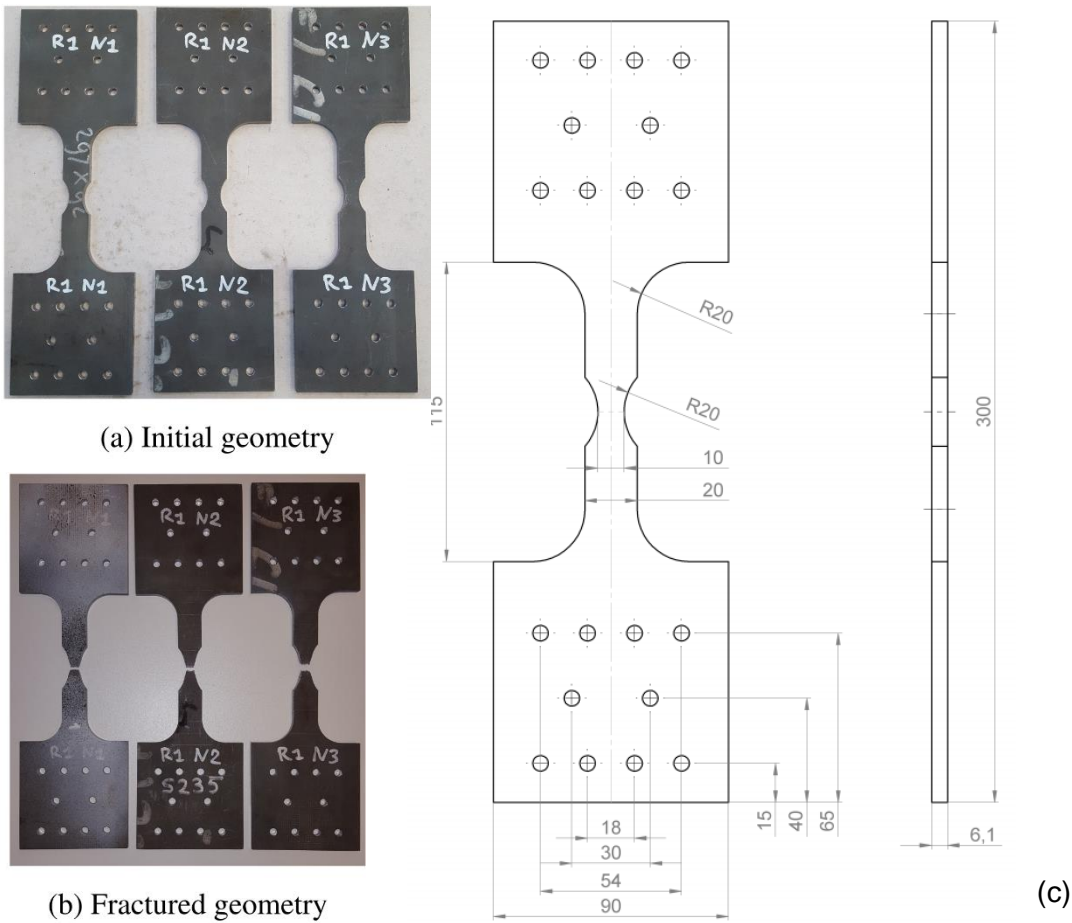 R1 N1
R1 N2
R1 N3
297 x 92
R1 N1
R1 N2
R1 N3
(a) Initial geometry
R1 N2
R1 N3
R1 N1
R1 N2
R1 N3
S235
(b) Fractured geometry
R20
R20
115
10
20
300
15
40
65
18
30
54
90
6,1
(c)